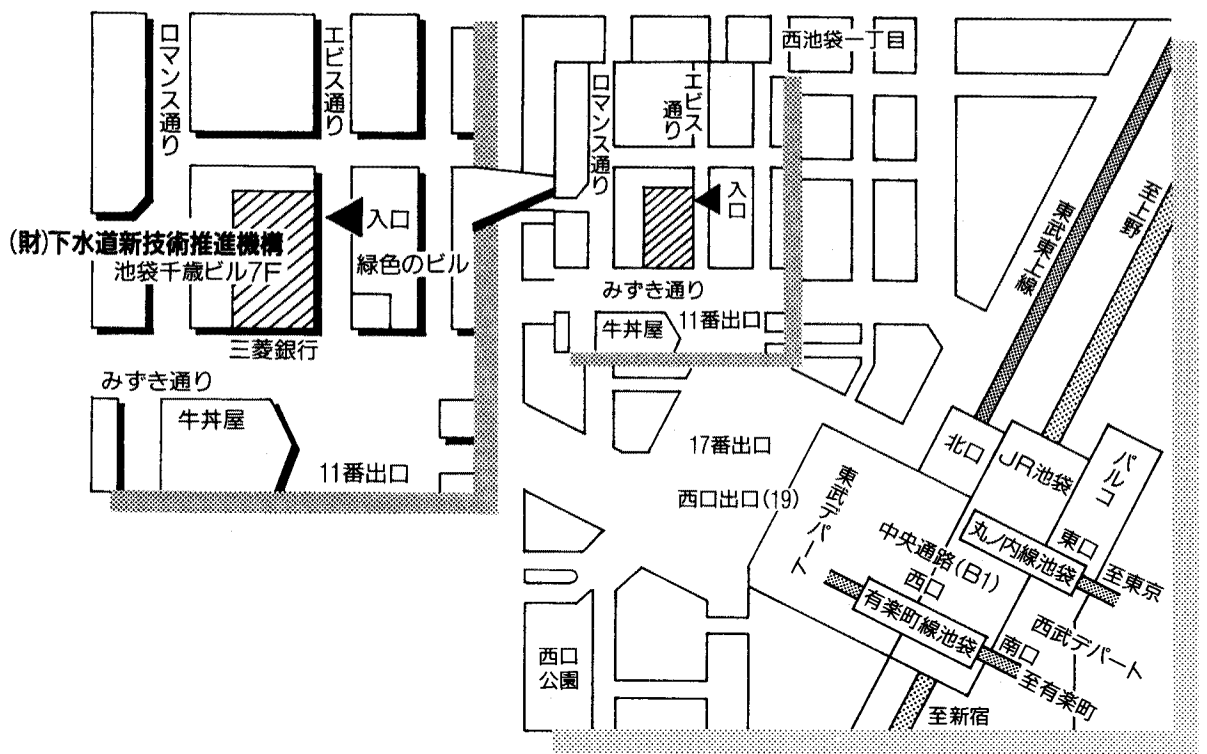 ロマンス通り
エビス通り
入口
(財)下水道新技術推進機構
池袋千歳ビル7F
緑色のビル
三菱銀行
みずき通り
牛丼屋
11番出口
西池袋一丁目
ロマンス通り
エビス
通り
入口
みずき通り
牛丼屋
11番出口
東武東上線
至上野
17番出口
西口出口(19)
東武デパート
北口
JR池袋
パルコ
中央通路(B1)
西口
丸ノ内線池袋
東口
至東京
有楽町線池袋
南口
西武デパート
至有楽町
西口
公園
至新宿